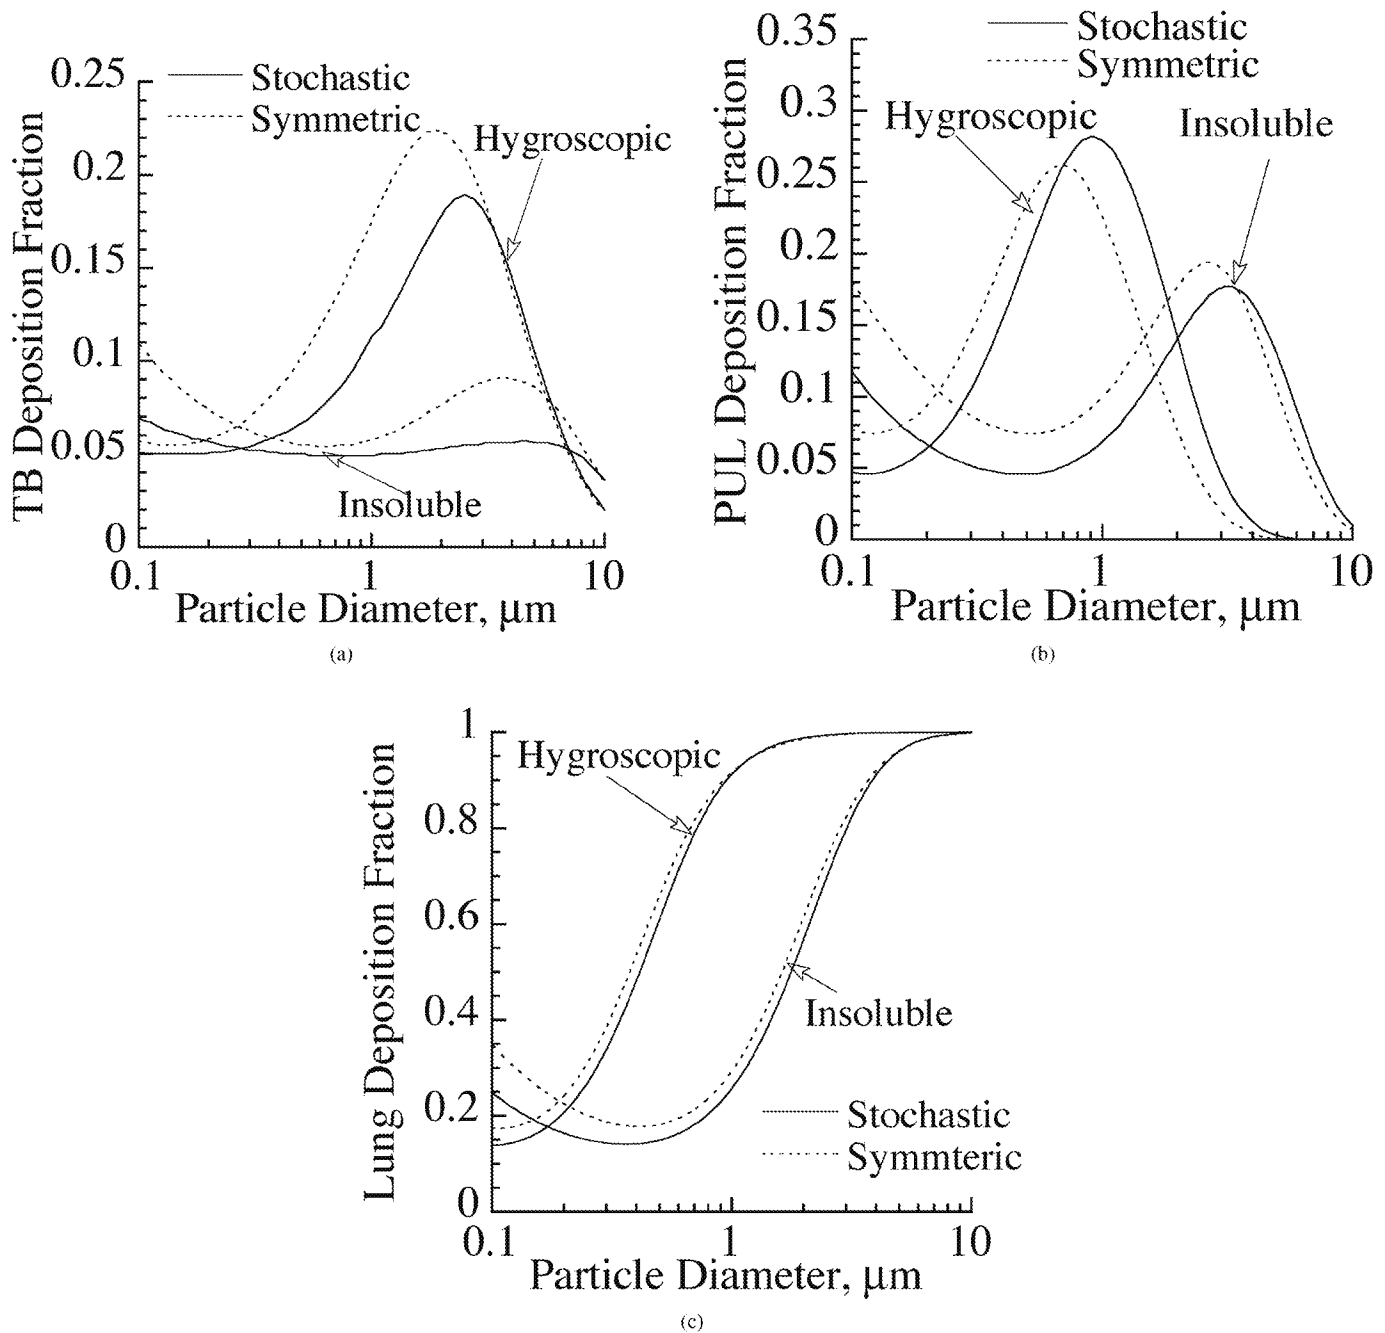 0.25
0.2
0.15
0.1
0.05
0
TB Deposition Fraction
Stochastic
Symmetric
Hygroscopic
Insoluble
0.1 1 10
Particle Diameter, μm
(a)
0.35
0.3
0.25
0.2
0.15
0.1
0.05
0
PUL Deposition Fraction
Stochastic
Symmetric
Hygroscopic
Insoluble
0.1 1 10
Particle Diameter, μm
(b)
1
0.8
0.6
0.4
0.2
0
Lung Deposition Fraction
Hygroscopic
Insoluble
Stochastic
Symmteric
0.1 1 10
Particle Diameter, μm
(c)